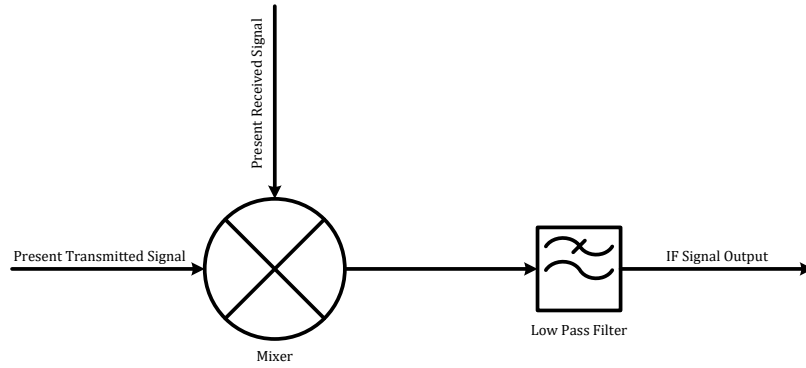 Present Received Signal
Present Transmitted Signal
IF Signal Output
Low Pass Filter
Mixer